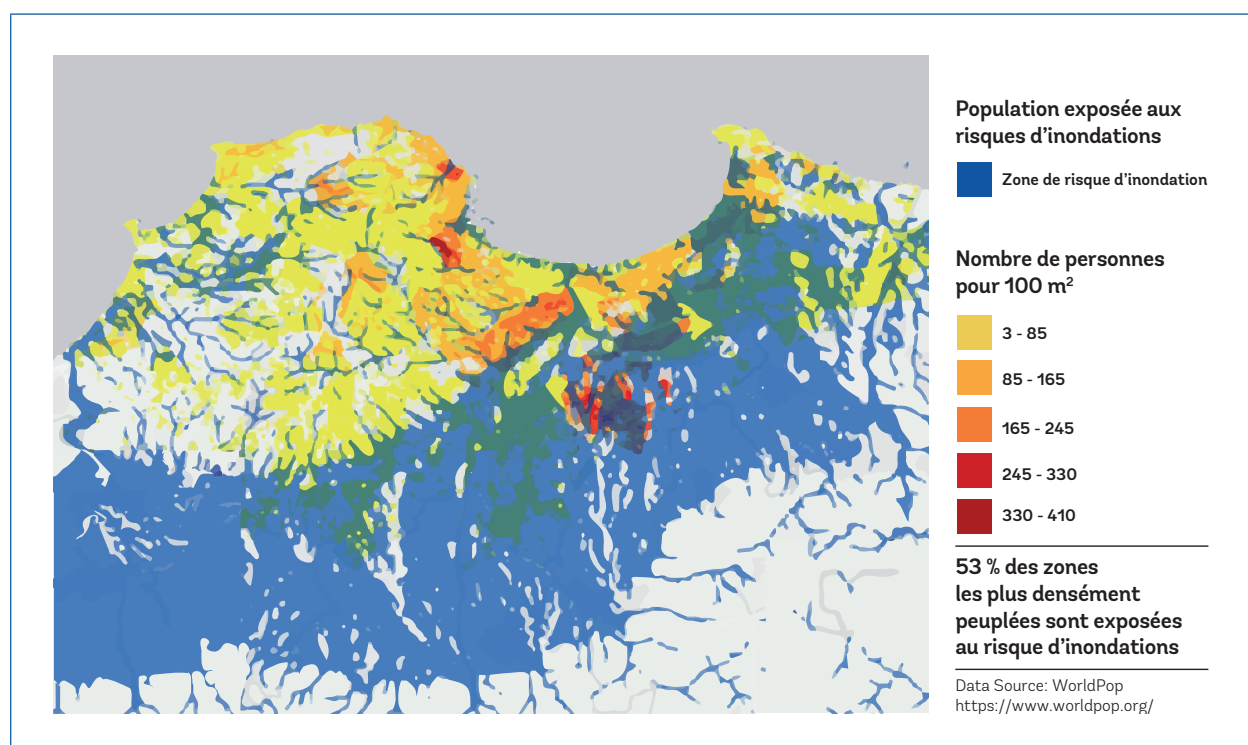 Population exposée aux
risques d'inondations
Zone de risque d'inondation
Nombre de personnes
pour 100 m²
3 - 85
85 - 165
165 - 245
245 - 330
330 - 410
53 % des zones
les plus densément
peuplées sont exposées
au risque d'inondations
Data Source: WorldPop
https://www.worldpop.org/